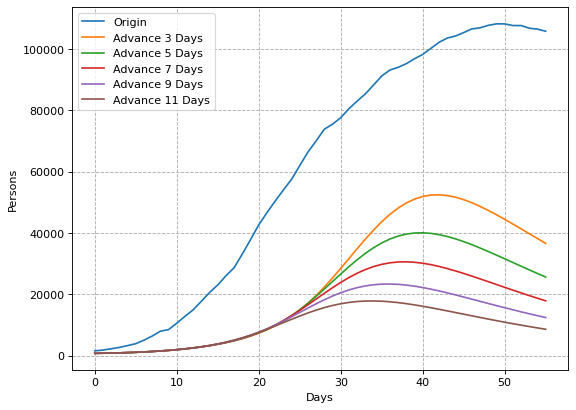 Origin
Advance 3 Days
Advance 5 Days
Advance 7 Days
Advance 9 Days
Advance 11 Days
100000
80000
60000
40000
20000
0
Persons
0 10 20 30 40 50
Days